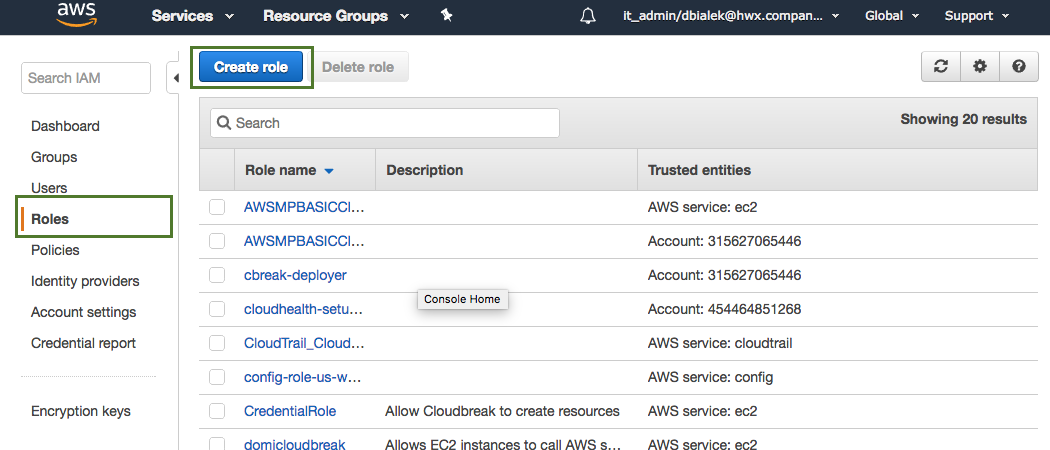 aws
Services
Resource Groups
it_admin/dbialek@hwx.compan...
Global
Support
Search IAM
Dashboard
Groups
Users
Roles
Policies
Identity providers
Account settings
Credential report
Encryption keys
Create role
Delete role
Search
Showing 20 results
Role name Description Trusted entities
AWSMPBASICCl... AWS service: ec2
AWSMPBASICCl... Account: 315627065446
cbreak-deployer Account: 315627065446
Console Home
cloudhealth-setu... Account: 454464851268
CloudTrail_Cloud... AWS service: cloudtrail
config-role-us-w... AWS service: config
CredentialRole Allow Cloudbreak to create resources AWS service: ec2
domicloudbreak Allows EC2 instances to call AWS s... AWS service: ec2